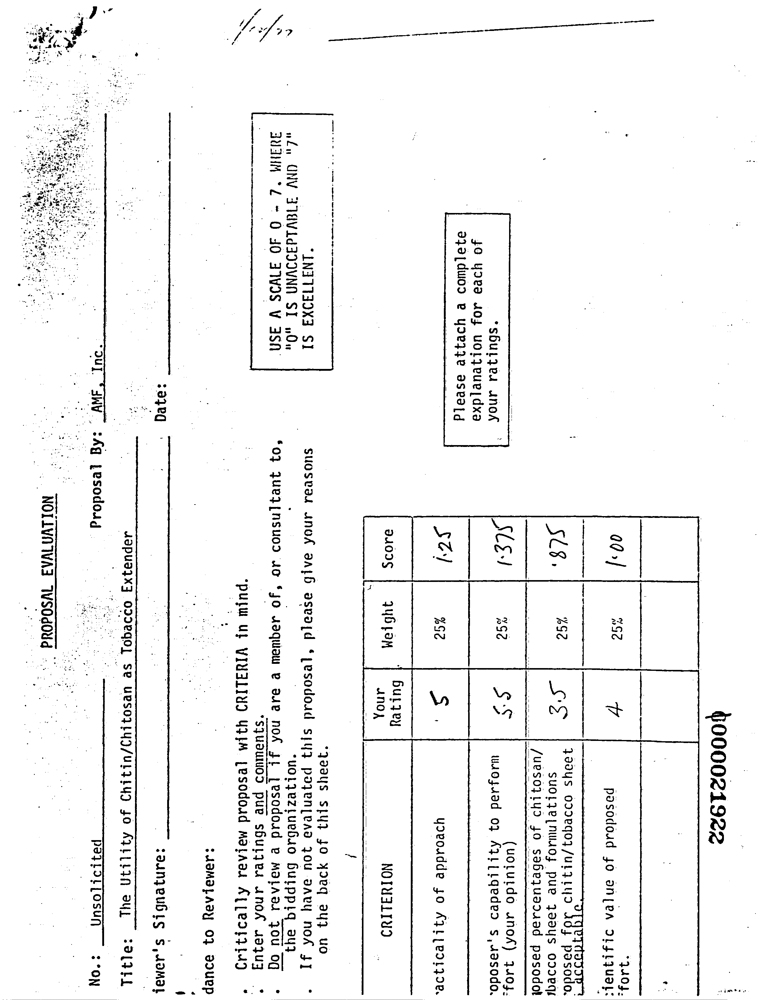 PROPOSAL EVALUATION
No.: Unsolicited Proposal By: AMF, Inc.
Title: The Utility of Chitin/Chitosan as Tobacco Extender
iewer's Signature: Date:
dance to Reviewer:
Critically review proposal with CRITERIA in mind.
Enter your ratings and comments.
Do not review a proposal if you are a member of, or consultant to,
the bidding organization.
If you have not evaluated this proposal, please give your reasons
on the back of this sheet.
USE A SCALE OF 0 - 7. WHERE
"0" IS UNACCEPTABLE AND "7"
IS EXCELLENT.
CRITERION Your Rating Weight Score
acticality of approach 5 25% 1.25
oposer's capability to perform
fort (your opinion) 5.5 25% 1.375
oposed percentages of chitosan/
bacco sheet and formulations
oposed for chitin/tobacco sheet
acceptable. 3.5 25% .875
ientific value of proposed
fort. 4 25% 1.00
Please attach a complete
explanation for each of
your ratings.
0000021922